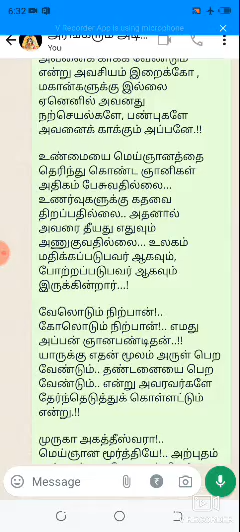 6:32
V Recorder App is using microphone
You
என்று அவசியம் இறைக்கோ ,
மகான்களுக்கு இல்லை
ஏனெனில் அவனது
நற்செயல்களே, பண்புகளே
அவனைக் காக்கும் அப்பனே.!!
உண்மையை மெய்ஞானத்தை
தெரிந்து கொண்ட ஞானிகள்
அதிகம் பேசுவதில்லை...
உணர்வுகளுக்கு கதவை
திறப்பதில்லை.. அதனால்
அவரை தீயது எதுவும்
அணுகுவதில்லை... உலகம்
மதிக்கப்படுபவர் ஆகவும்,
போற்றப்படுபவர் ஆகவும்
இருக்கின்றார்...!
வேலொடும் நிற்பான்!..
கோலொடும் நிற்பான்!.. எமது
அப்பன் ஞானபண்டிதன்..!!
யாருக்கு எதன் மூலம் அருள் பெற
வேண்டும்.. தண்டனையை பெற
வேண்டும்.. என்று அவரவர்களே
தேர்ந்தெடுத்துக் கொள்ளட்டும்
என்று.!!
முருகா அகத்தீஸ்வரா!..
மெய்ஞான மூர்த்தியே!.. அற்புதம்
Message